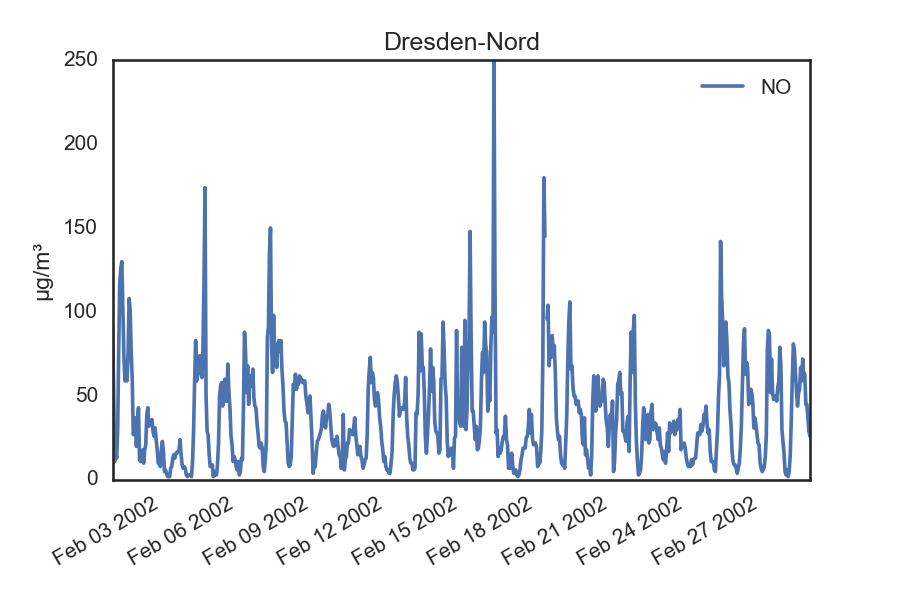 Dresden-Nord
250
200
150
100
50
0
µg/m³
NO
Feb 03 2002
Feb 06 2002
Feb 09 2002
Feb 12 2002
Feb 15 2002
Feb 18 2002
Feb 21 2002
Feb 24 2002
Feb 27 2002